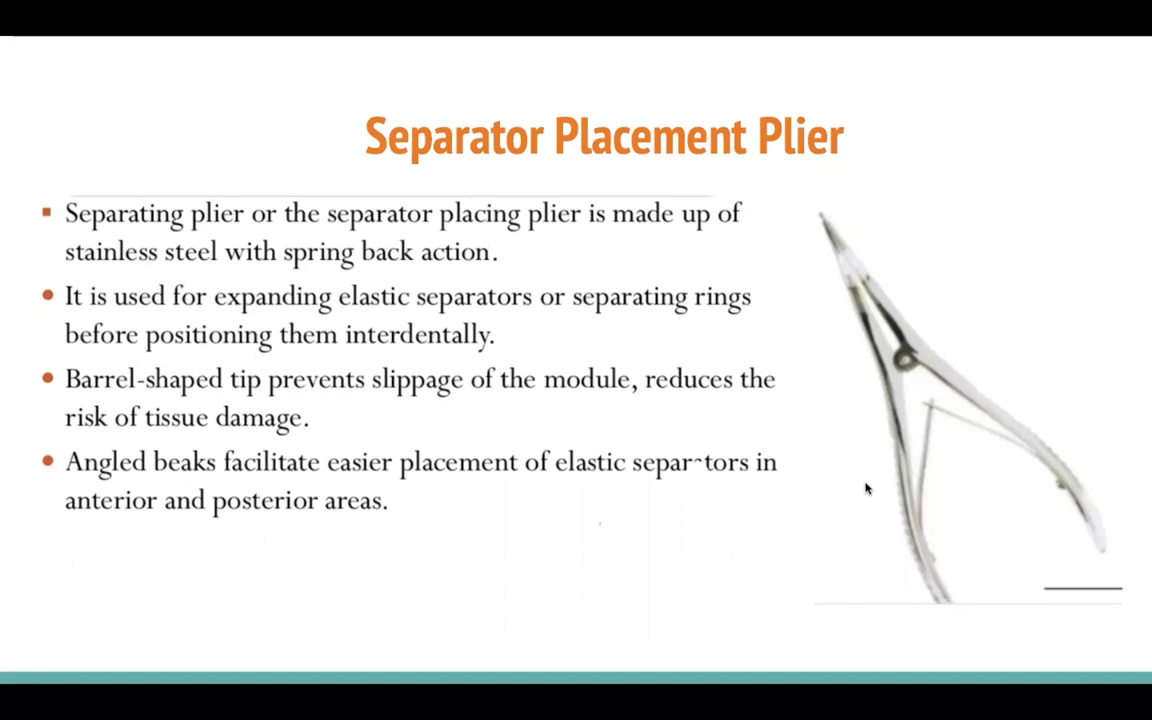 Separator Placement Plier
Separating plier or the separator placing plier is made up of
stainless steel with spring back action.
It is used for expanding elastic separators or separating rings
before positioning them interdentally.
Barrel-shaped tip prevents slippage of the module, reduces the
risk of tissue damage.
Angled beaks facilitate easier placement of elastic separators in
anterior and posterior areas.